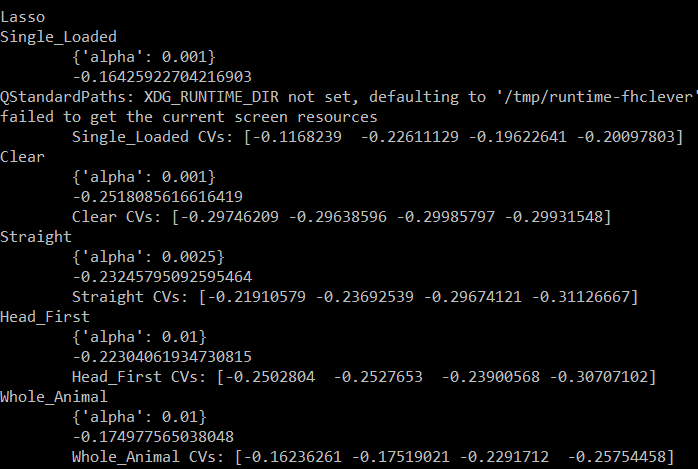 Lasso
Single_Loaded
{'alpha': 0.001}
-0.16425922704216903
QStandardPaths: XDG_RUNTIME_DIR not set, defaulting to '/tmp/runtime-fhclever'
failed to get the current screen resources
Single_Loaded CVs: [-0.1168239  -0.22611129 -0.19622641 -0.20097803]
Clear
{'alpha': 0.001}
-0.2518085616616419
Clear CVs: [-0.29746209 -0.29638596 -0.29985797 -0.29931548]
Straight
{'alpha': 0.0025}
-0.23245795092595464
Straight CVs: [-0.21910579 -0.23692539 -0.29674121 -0.31126667]
Head_First
{'alpha': 0.01}
-0.22304061934730815
Head_First CVs: [-0.2502804  -0.2527653  -0.23900568 -0.30707102]
Whole_Animal
{'alpha': 0.01}
-0.174977565038048
Whole_Animal CVs: [-0.16236261 -0.17519021 -0.2291712  -0.25754458]